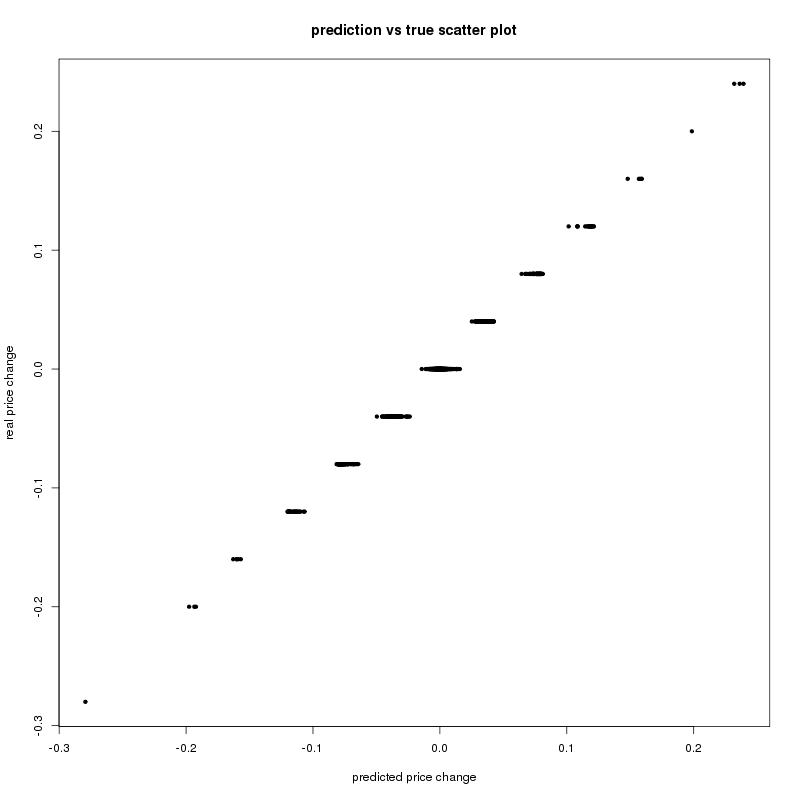 prediction vs true scatter plot
real price change
0.2
0.1
0.0
-0.1
-0.2
-0.3
-0.3 -0.2 -0.1 0.0 0.1 0.2
predicted price change